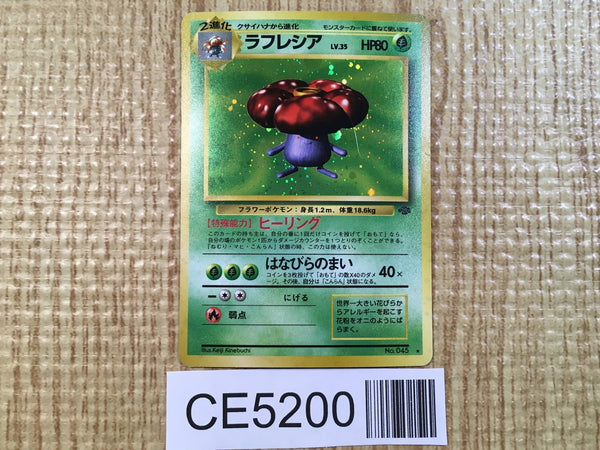 2進化 クサイハナから進化 モンスターカードに重ねて使います。
ラフレシア LV.35 HP80
フラワーポケモン：身長1.2m、体重18.6kg
【特殊能力】ヒーリング
このカードの持ち主は、自分の番に1回だけコインを投げて「おもて」なら、
自分の場のポケモン1匹からダメージカウンターを1つとりのぞくことができる。
「ねむり・マヒ・こんらん」状態の時、この力は使えない。
はなびらのまい 40×
コインを3枚投げて「おもて」の数X40のダメ
ージ。その後、自分は「こんらん」状態になる。
にげる
弱点
世界一大きい花びらか
らアレルギーを起こす
花粉をオニのようにば
らまく。
Illus.Keiji Kinebuchi No.045 ★
CE5200